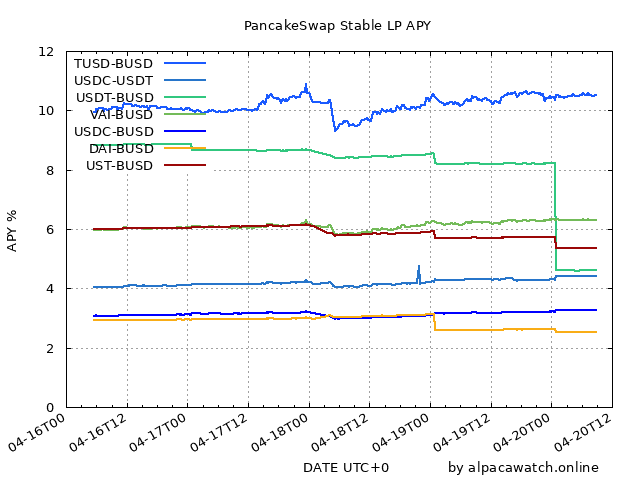 PancakeSwap Stable LP APY
12
10
8
6
4
2
0
APY %
TUSD-BUSD
USDC-USDT
USDT-BUSD
VAI-BUSD
USDC-BUSD
DAI-BUSD
UST-BUSD
04-16T00
04-16T12
04-17T00
04-17T12
04-18T00
04-18T12
04-19T00
04-19T12
04-20T00
04-20T12
DATE UTC+0
by alpacawatch.online